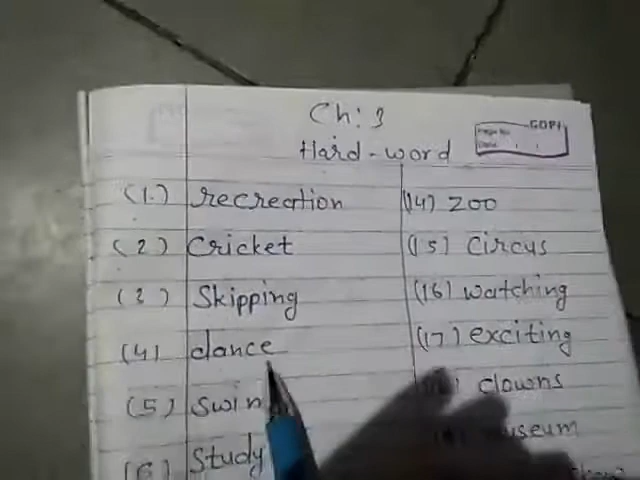 Ch: 3
Hard-word
GOPI
(1.) recreation
(2) Cricket
(3) Skipping
(4) dance
(5)
(6) Study
(14) zoo
(15) Circus
(16) watching
(17) exciting
clowns